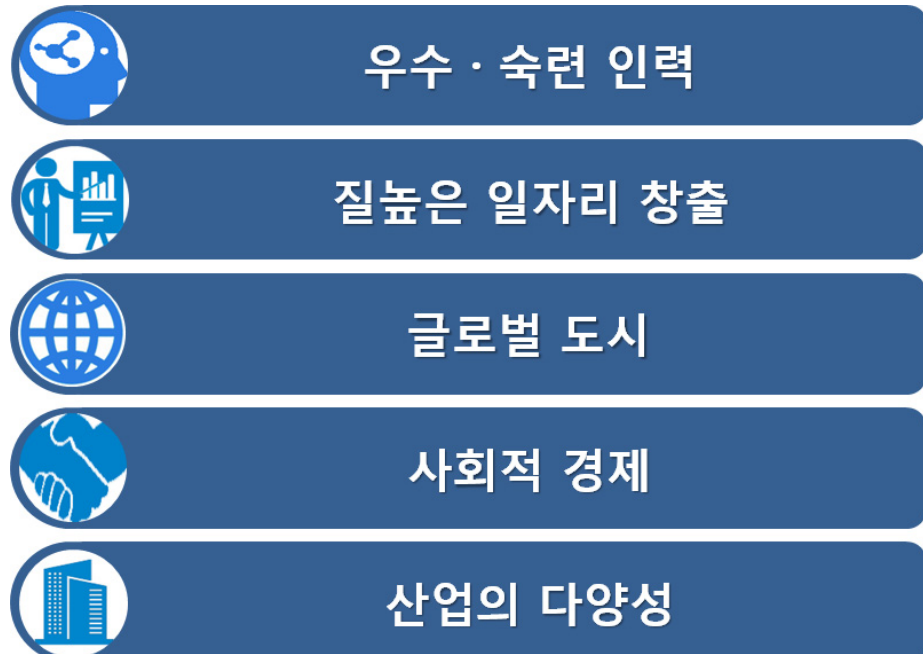 우수 · 숙련 인력
질높은 일자리 창출
글로벌 도시
사회적 경제
산업의 다양성